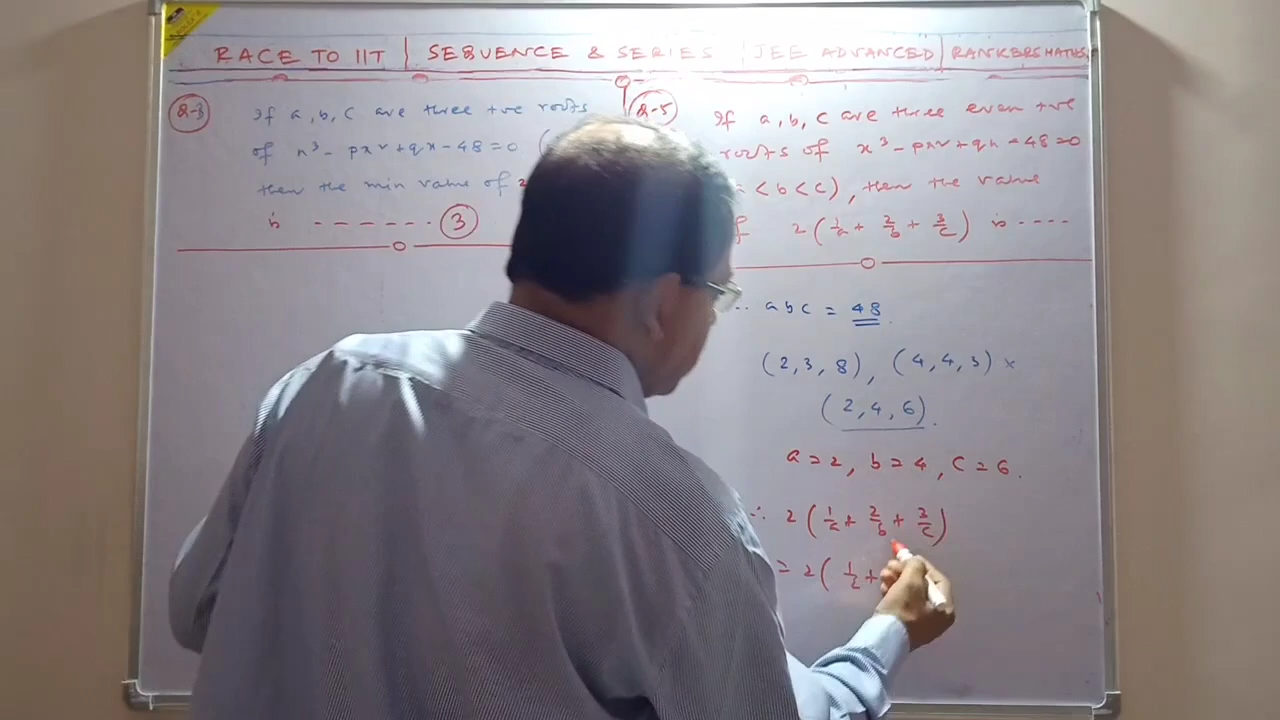 RACE TO IIT | SEQUENCE & SERIES | JEE ADVANCED | RANKERS MATHS
Q-3 If a, b, c are three +ve roots
of x³ - px² + qx - 48 = 0 (
then the min value of
is ------ 3
Q-5 If a, b, c are three even +ve
roots of x³ - px² + qx - 48 = 0
< b < c), then the value
2(1/a + 2/b + 3/c) is ----
abc = 48.
(2, 3, 8), (4, 4, 3) ×
(2, 4, 6).
a = 2, b = 4, c = 6.
∴ 2(1/a + 2/b + 3/c)
= 2(1/2 +